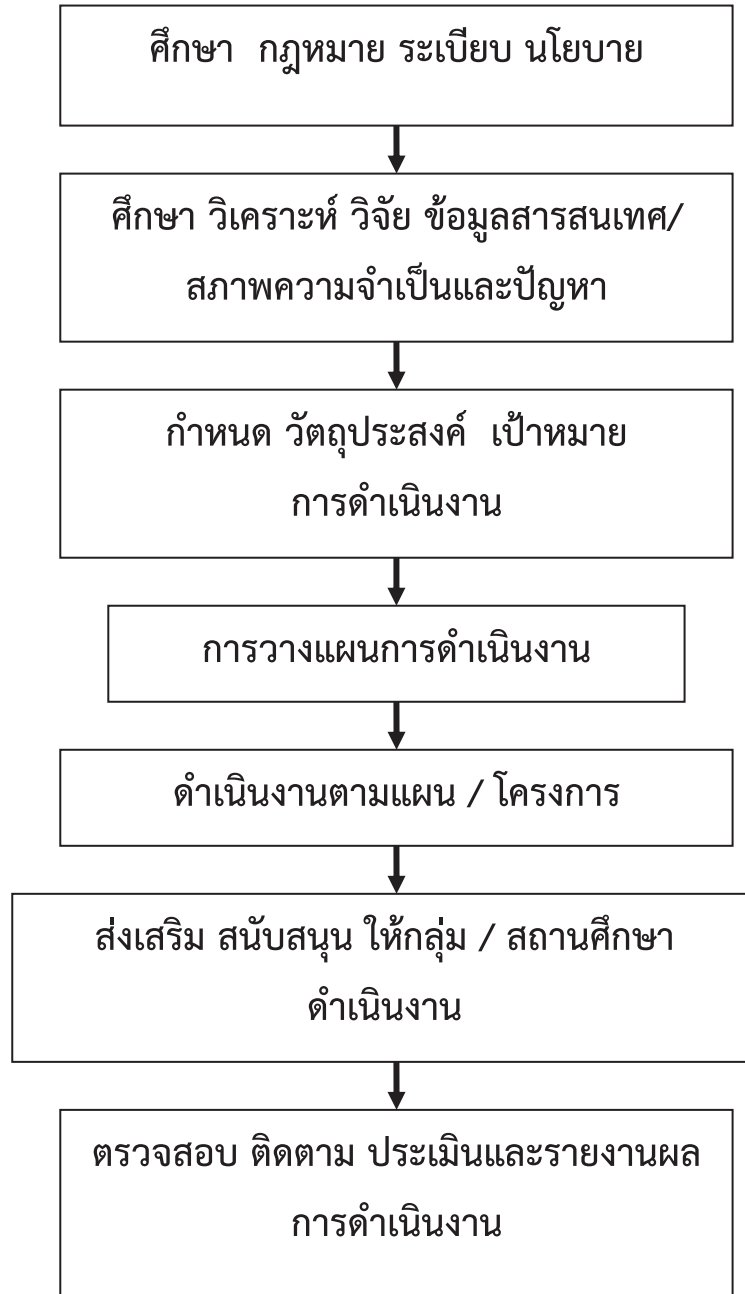 ศึกษา  กฎหมาย ระเบียบ นโยบาย
ศึกษา วิเคราะห์ วิจัย ข้อมูลสารสนเทศ/
สภาพความจำเป็นและปัญหา
กำหนด วัตถุประสงค์  เป้าหมาย
การดำเนินงาน
การวางแผนการดำเนินงาน
ดำเนินงานตามแผน / โครงการ
ส่งเสริม สนับสนุน ให้กลุ่ม / สถานศึกษา
ดำเนินงาน
ตรวจสอบ ติดตาม ประเมินและรายงานผล
การดำเนินงาน